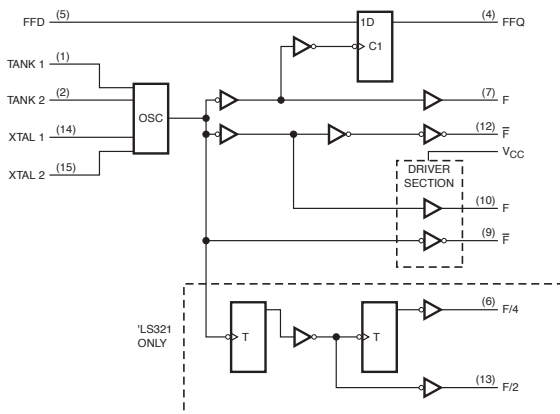 FFD (5) 1D (4) FFQ
C1
TANK 1 (1)
TANK 2 (2) (7) F
OSC
XTAL 1 (14) (12) F̅
XTAL 2 (15) VCC
DRIVER
SECTION
(10) F
(9) F̅
'LS321
ONLY
(6) F/4
T T
(13) F/2